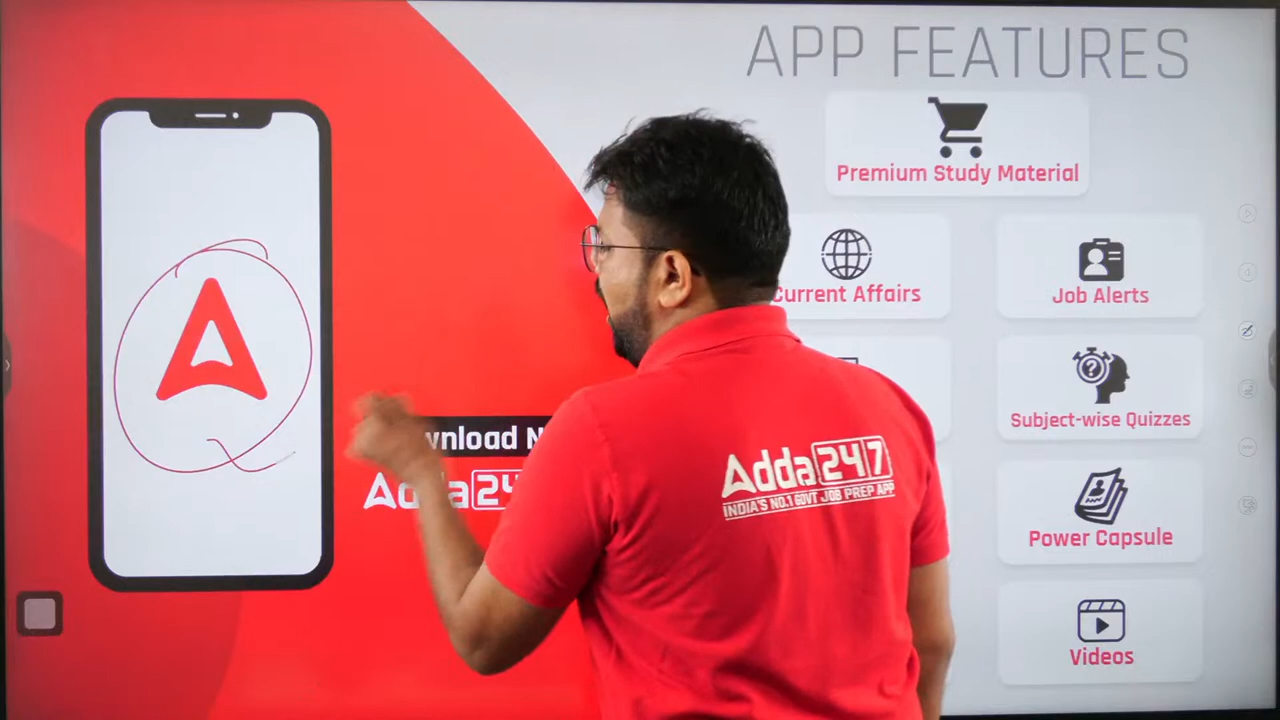 APP FEATURES
Premium Study Material
Current Affairs
Job Alerts
Subject-wise Quizzes
Power Capsule
Videos
Adda247
INDIA'S NO.1 GOVT JOB PREP APP